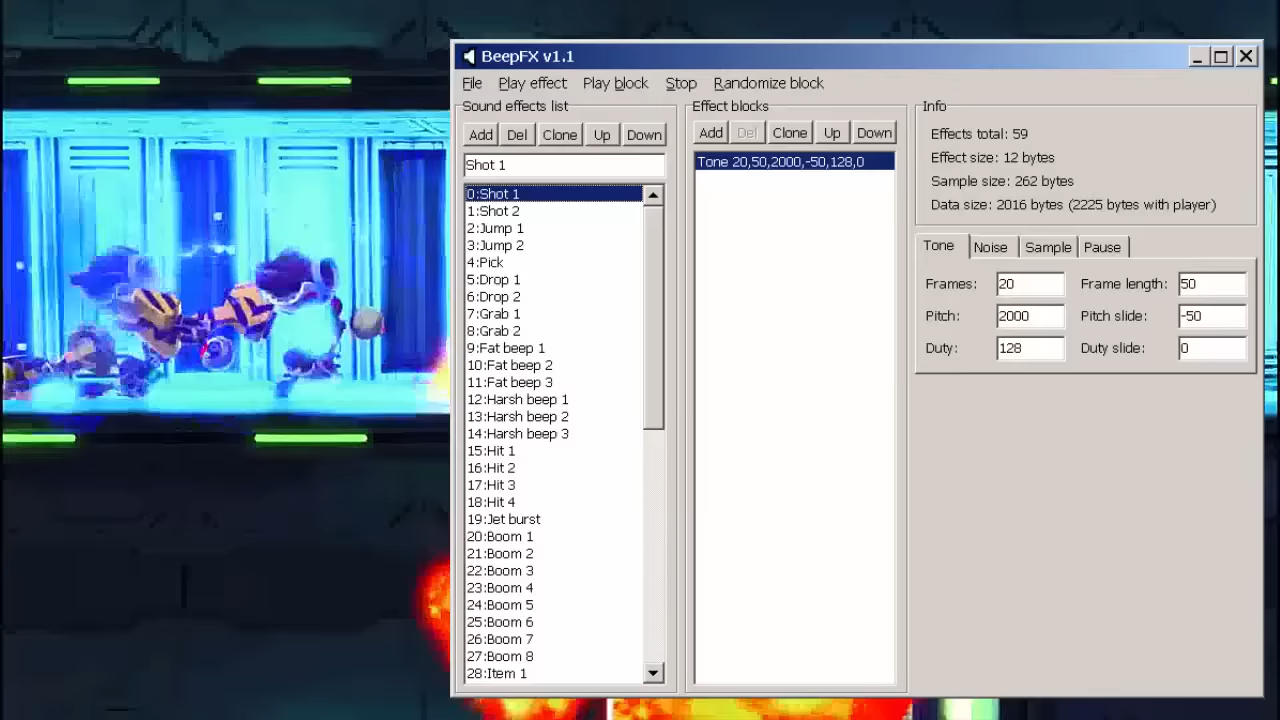 BeepFX v1.1
File Play effect Play block Stop Randomize block
Sound effects list
Add Del Clone Up Down
Shot 1
0:Shot 1
1:Shot 2
2:Jump 1
3:Jump 2
4:Pick
5:Drop 1
6:Drop 2
7:Grab 1
8:Grab 2
9:Fat beep 1
10:Fat beep 2
11:Fat beep 3
12:Harsh beep 1
13:Harsh beep 2
14:Harsh beep 3
15:Hit 1
16:Hit 2
17:Hit 3
18:Hit 4
19:Jet burst
20:Boom 1
21:Boom 2
22:Boom 3
23:Boom 4
24:Boom 5
25:Boom 6
26:Boom 7
27:Boom 8
28:Item 1
Effect blocks
Add Del Clone Up Down
Tone 20,50,2000,-50,128,0
Info
Effects total: 59
Effect size: 12 bytes
Sample size: 262 bytes
Data size: 2016 bytes (2225 bytes with player)
Tone Noise Sample Pause
Frames: 20 Frame length: 50
Pitch: 2000 Pitch slide: -50
Duty: 128 Duty slide: 0